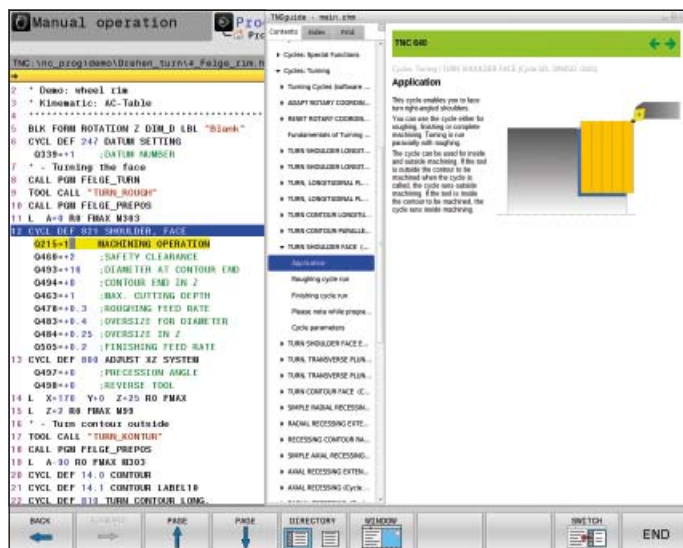 Manual operation
Pro
Pro
TNC:\nc_prog\demo\Drehen_turn\4_Felge_rim.h
2 * Demo: wheel rim
3 * Kinematic: AC-Table
4 ****************************
5 BLK FORM ROTATION Z DIM_D LBL "Blank"
6 CYCL DEF 247 DATUM SETTING
Q339=+1 ;DATUM NUMBER
7 * - Turning the face
8 CALL PGM FELGE_TURN
9 TOOL CALL "TURN_ROUGH"
10 CALL PGM FELGE_PREPOS
11 L A+0 R0 FMAX M303
12 CYCL DEF 821 SHOULDER, FACE
Q215=1 MACHINING OPERATION
Q460=+2 ;SAFETY CLEARANCE
Q493=+16 ;DIAMETER AT CONTOUR END
Q494=+0 ;CONTOUR END IN Z
Q463=+1 ;MAX. CUTTING DEPTH
Q478=+0.3 ;ROUGHING FEED RATE
Q483=+0.4 ;OVERSIZE FOR DIAMETER
Q484=+0.25 ;OVERSIZE IN Z
Q505=+0.2 ;FINISHING FEED RATE
13 CYCL DEF 800 ADJUST XZ SYSTEM
Q497=+0 ;PRECESSION ANGLE
Q498=+0 ;REVERSE TOOL
14 L X+170 Y+0 Z+25 R0 FMAX
15 L Z+2 R0 FMAX M99
16 * - Turn contour outside
17 TOOL CALL "TURN_KONTUR"
18 CALL PGM FELGE_PREPOS
19 L A-90 R0 FMAX M303
20 CYCL DEF 14.0 CONTOUR
21 CYCL DEF 14.1 CONTOUR LABEL10
22 CYCL DEF 810 TURN CONTOUR LONG.
TNCguide - main.chm
Contents Index Find
Cycles: Special Functions
Cycles: Turning
Turning Cycles (software ...
ADAPT ROTARY COORDIN...
RESET ROTARY COORDIN...
Fundamentals of Turning ...
TURN SHOULDER LONGIT...
TURN SHOULDER LONGIT...
TURN, LONGITUDINAL PL...
TURN, LONGITUDINAL PL...
TURN CONTOUR LONGITU...
TURN CONTOUR-PARALLE...
TURN SHOULDER FACE (...
Application
Roughing cycle run
Finishing cycle run
Please note while progra...
Cycle parameters
TURN SHOULDER FACE E...
TURN, TRANSVERSE PLUN...
TURN, TRANSVERSE PLUN...
TURN CONTOUR FACE (C...
SIMPLE RADIAL RECESSIN...
RADIAL RECESSING EXTE...
RECESSING CONTOUR RA...
SIMPLE AXIAL RECESSING...
AXIAL RECESSING EXTEN...
AXIAL RECESSING (Cycle...
TNC 640
Application
This cycle enables you to face
turn right-angled shoulders.
You can use the cycle either for
roughing, finishing or complete
machining. Turning is run
paraxially with roughing.
The cycle can be used for inside
and outside machining. If the tool
is outside the contour to be
machined when the cycle is
called, the cycle runs outside
machining. If the tool is inside
the contour to be machined, the
cycle runs inside machining.
BACK
PAGE
PAGE
DIRECTORY
WINDOW
SWITCH
END